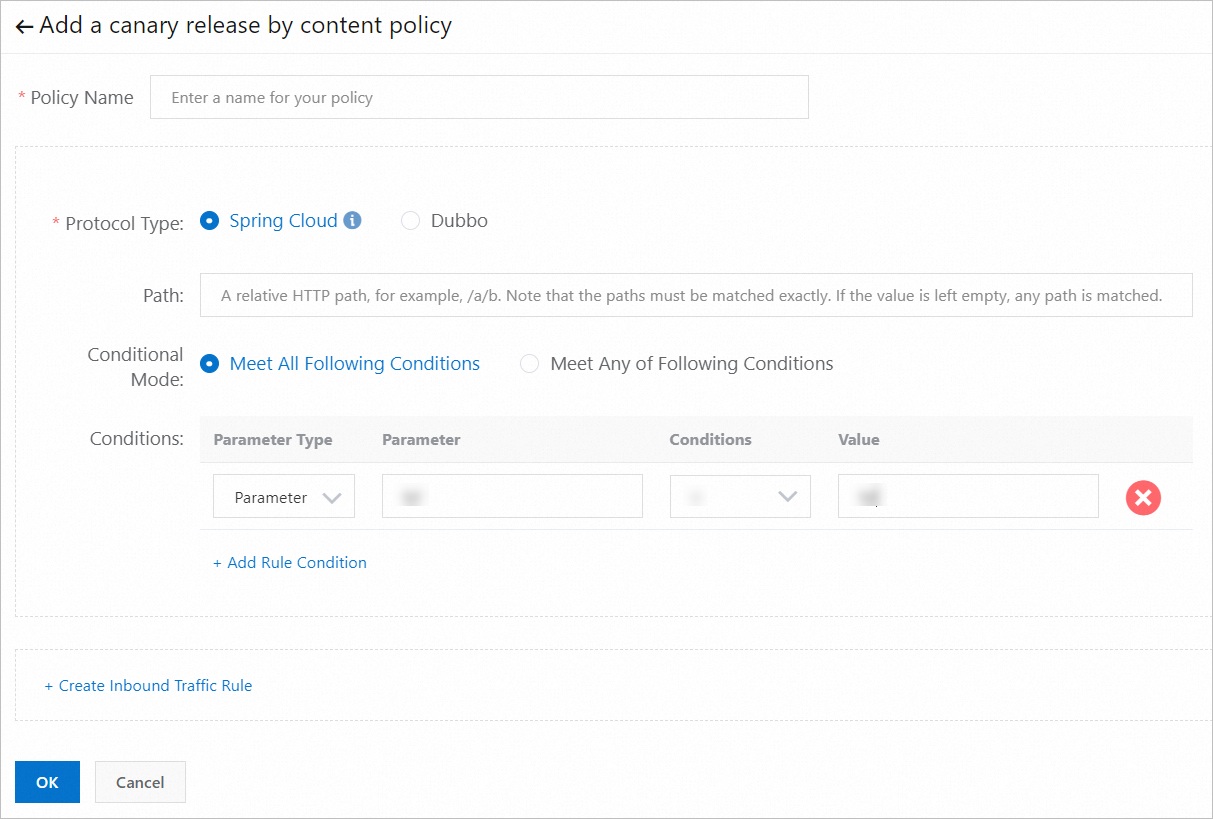 Add a canary release by content policy
* Policy Name
Enter a name for your policy
* Protocol Type:
Spring Cloud
Dubbo
Path:
A relative HTTP path, for example, /a/b. Note that the paths must be matched exactly. If the value is left empty, any path is matched.
Conditional
Mode:
Meet All Following Conditions
Meet Any of Following Conditions
Conditions:
Parameter Type Parameter Conditions Value
Parameter
+ Add Rule Condition
+ Create Inbound Traffic Rule
OK Cancel